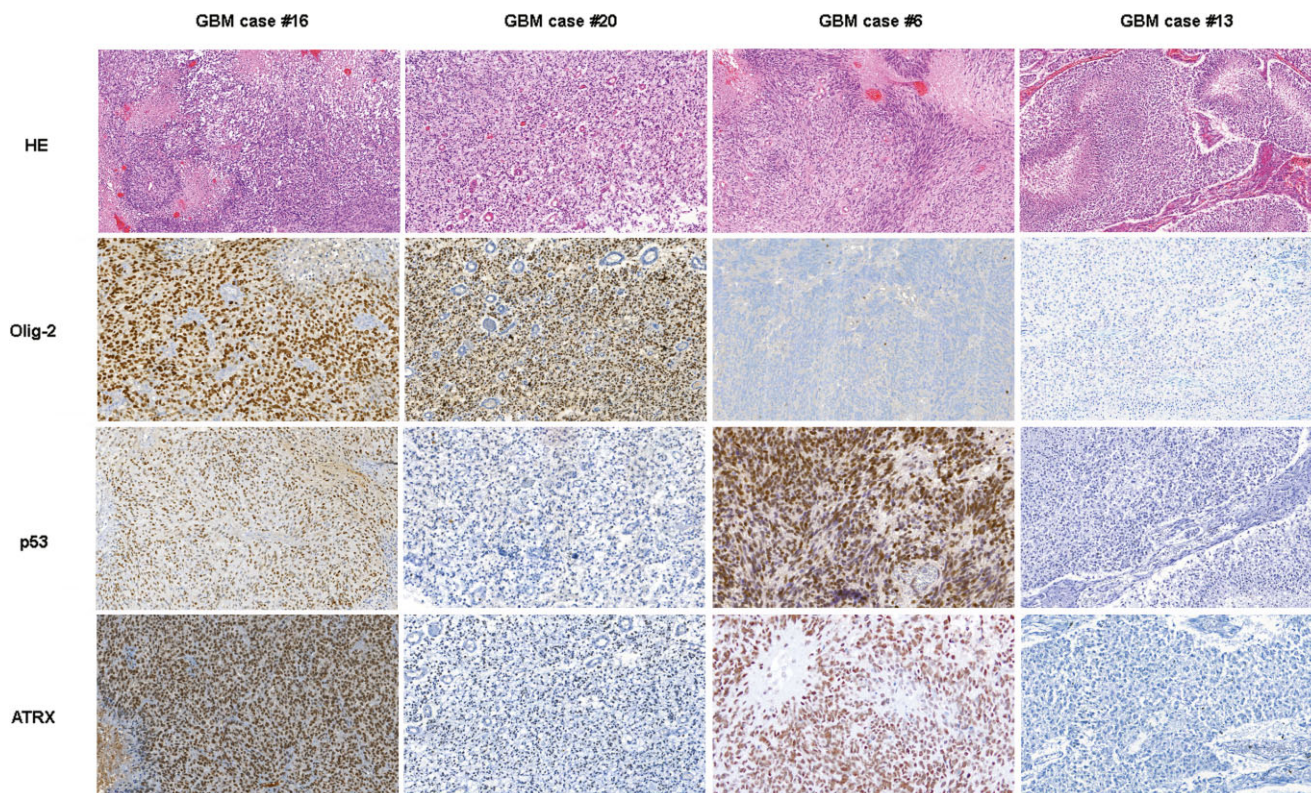 GBM case #16 GBM case #20 GBM case #6 GBM case #13
HE
Olig-2
p53
ATRX